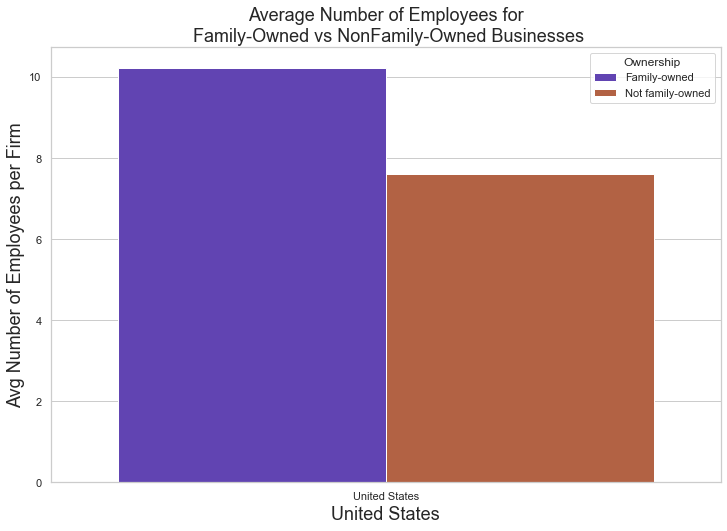 Average Number of Employees for
Family-Owned vs NonFamily-Owned Businesses
Ownership
Family-owned
Not family-owned
Avg Number of Employees per Firm
10
8
6
4
2
0
United States
United States